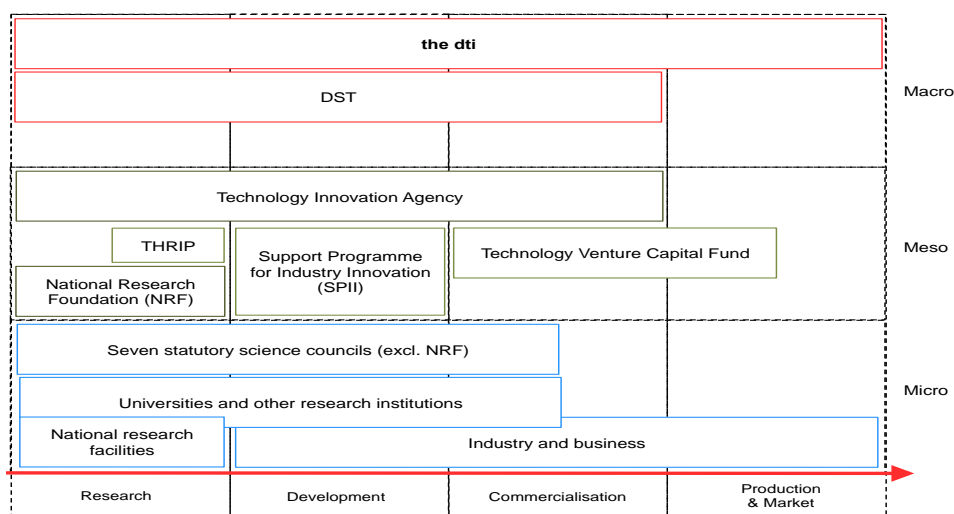 the dti
DST
Macro
Technology Innovation Agency
THRIP
Support Programme
for Industry Innovation
(SPII)
Technology Venture Capital Fund
Meso
National Research
Foundation (NRF)
Seven statutory science councils (excl. NRF)
Universities and other research institutions
Micro
National research
facilities
Industry and business
Research
Development
Commercialisation
Production
& Market